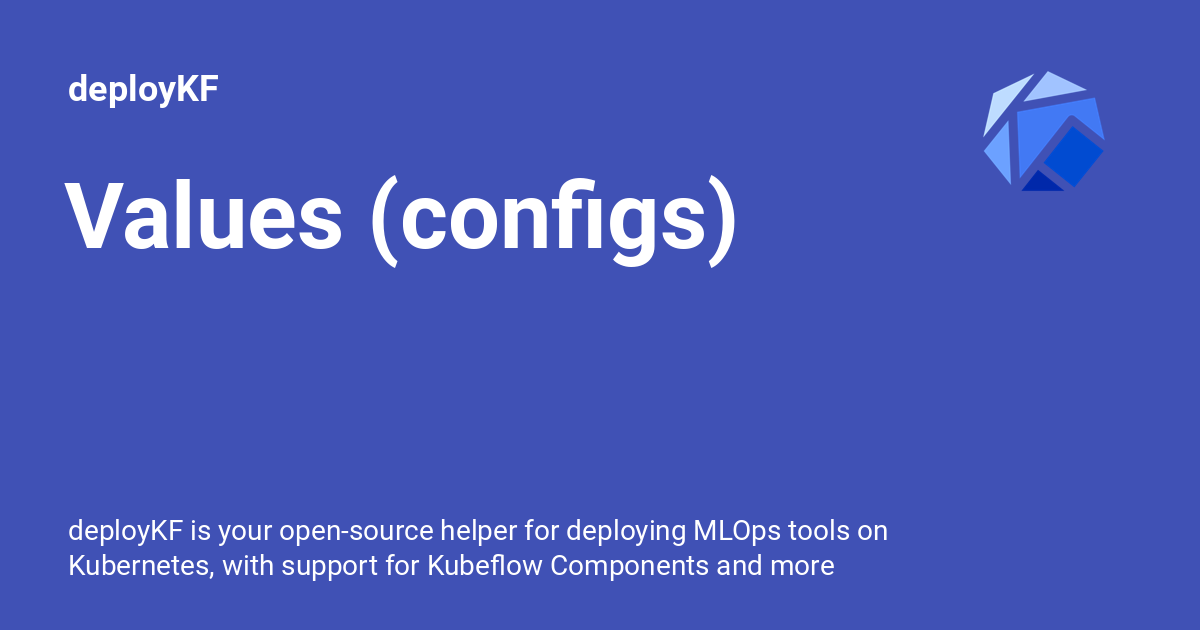 deployKF
Values (configs)
deployKF is your open-source helper for deploying MLOps tools on
Kubernetes, with support for Kubeflow Components and more